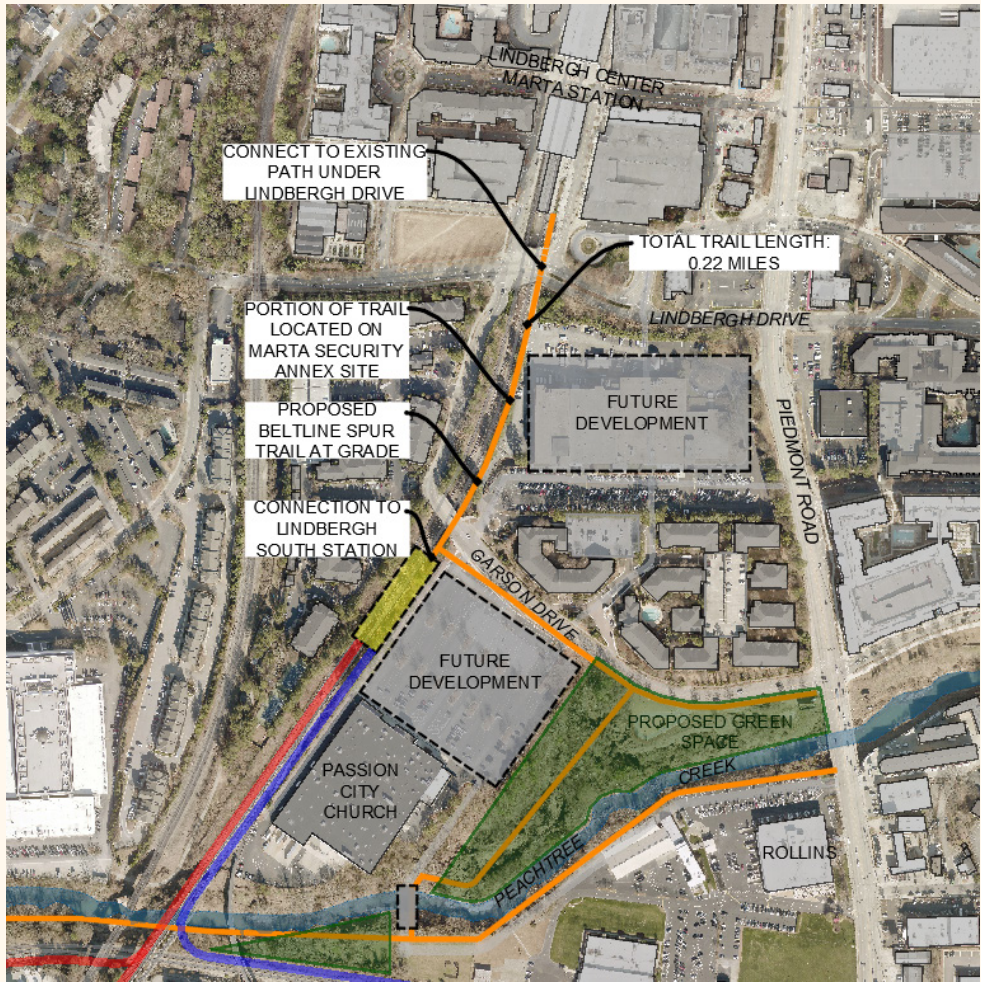 LINDBERGH CENTER
MARTA STATION
CONNECT TO EXISTING
PATH UNDER
LINDBERGH DRIVE
TOTAL TRAIL LENGTH:
0.22 MILES
PORTION OF TRAIL
LOCATED ON
MARTA SECURITY
ANNEX SITE
LINDBERGH DRIVE
PROPOSED
BELTLINE SPUR
TRAIL AT GRADE
FUTURE
DEVELOPMENT
PIEDMONT ROAD
CONNECTION TO
LINDBERGH
SOUTH STATION
GARSON DRIVE
FUTURE
DEVELOPMENT
PROPOSED GREEN
SPACE
PASSION
CITY
CHURCH
PEACHTREE
CREEK
ROLLINS